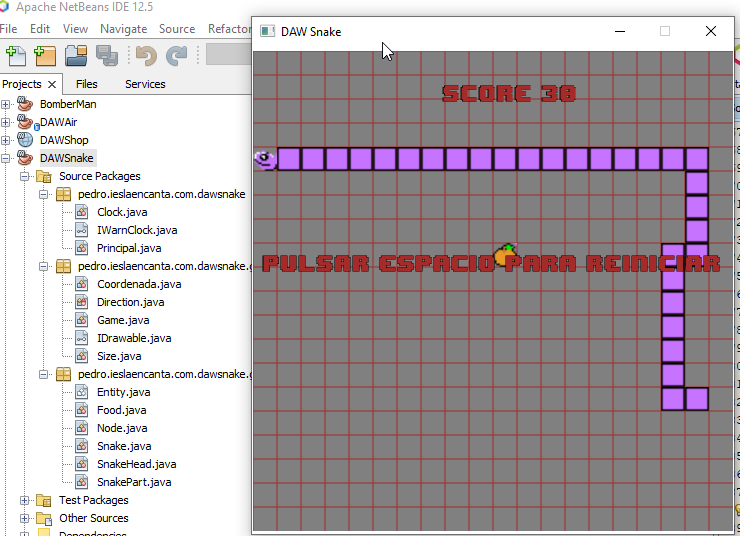 Apache NetBeans IDE 12.5
File Edit View Navigate Source Refactor
Projects Files Services
BomberMan
DAWAir
DAWShop
DAWSnake
Source Packages
pedro.ieslaencanta.com.dawsnake
Clock.java
IWarnClock.java
Principal.java
pedro.ieslaencanta.com.dawsnake.g
Coordenada.java
Direction.java
Game.java
IDrawable.java
Size.java
pedro.ieslaencanta.com.dawsnake.g
Entity.java
Food.java
Node.java
Snake.java
SnakeHead.java
SnakePart.java
Test Packages
Other Sources
DAW Snake
SCORE 38
PULSAR ESPACIO PARA REINICIAR